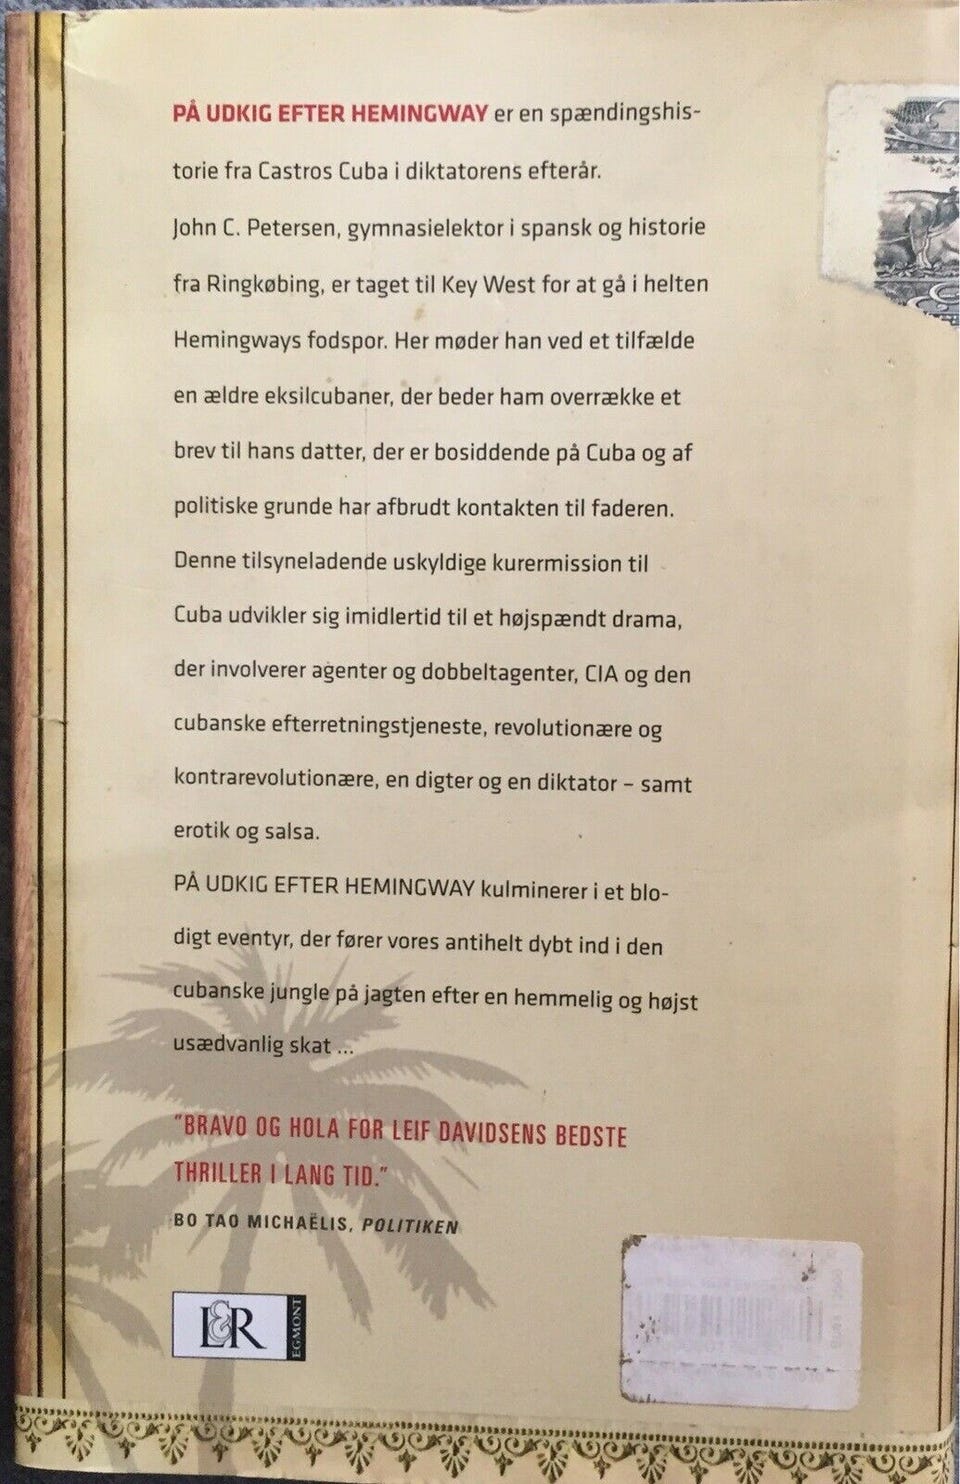 PÅ UDKIG EFTER HEMINGWAY er en spændingshis-
torie fra Castros Cuba i diktatorens efterår.
John C. Petersen, gymnasielektor i spansk og historie
fra Ringkøbing, er taget til Key West for at gå i helten
Hemingways fodspor. Her møder han ved et tilfælde
en ældre eksilcubaner, der beder ham overrække et
brev til hans datter, der er bosiddende på Cuba og af
politiske grunde har afbrudt kontakten til faderen.
Denne tilsyneladende uskyldige kurermission til
Cuba udvikler sig imidlertid til et højspændt drama,
der involverer agenter og dobbeltagenter, CIA og den
cubanske efterretningstjeneste, revolutionære og
kontrarevolutionære, en digter og en diktator – samt
erotik og salsa.
PÅ UDKIG EFTER HEMINGWAY kulminerer i et blo-
digt eventyr, der fører vores antihelt dybt ind i den
cubanske jungle på jagten efter en hemmelig og højst
usædvanlig skat ...
"BRAVO OG HOLA FOR LEIF DAVIDSENS BEDSTE
THRILLER I LANG TID."
BO TAO MICHAËLIS, POLITIKEN
L&R
EGMONT